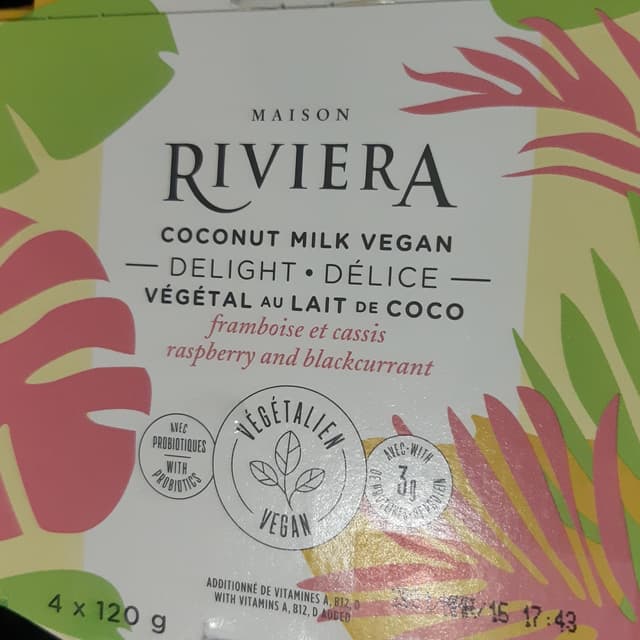 MAISON
RIVIERA
COCONUT MILK VEGAN
DELIGHT • DÉLICE
VÉGÉTAL AU LAIT DE COCO
framboise et cassis
raspberry and blackcurrant
AVEC
PROBIOTIQUES
WITH
PROBIOTICS
VÉGÉTALIEN
VEGAN
AVEC-WITH
ADDITIONNÉ DE VITAMINES A, B12, D
WITH VITAMINS A, B12, D ADDED
4 x 120 g
/15 17:43